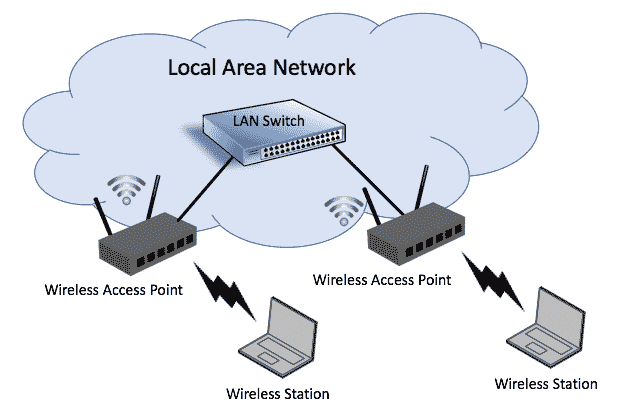 Local Area Network
LAN Switch
Wireless Access Point
Wireless Access Point
Wireless Station
Wireless Station